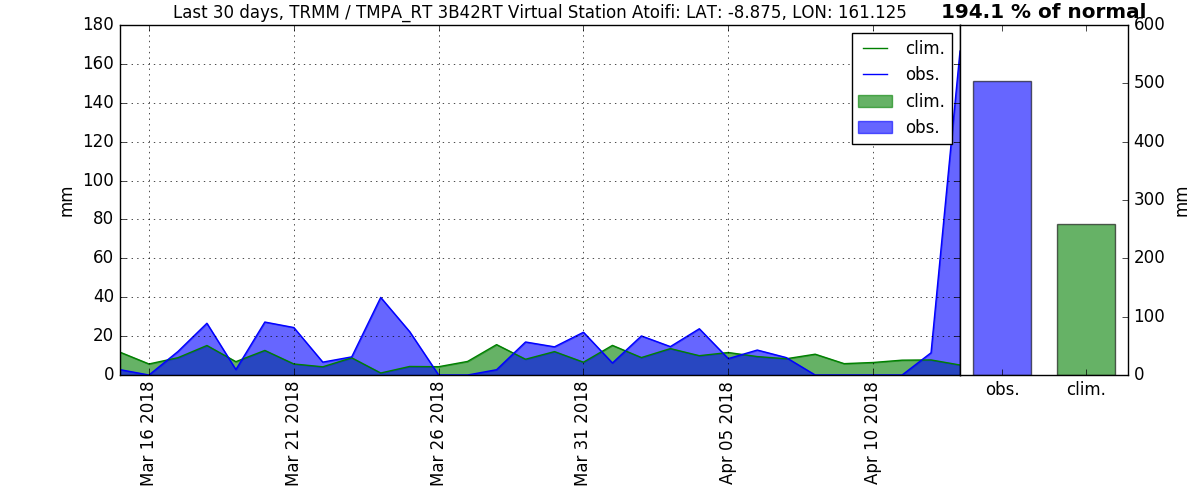 Last 30 days, TRMM / TMPA_RT 3B42RT Virtual Station Atoifi: LAT: -8.875, LON: 161.125
194.1 % of normal
180
160
140
120
100
80
60
40
20
0
mm
clim.
obs.
clim.
obs.
600
500
400
300
200
100
0
mm
Mar 16 2018
Mar 21 2018
Mar 26 2018
Mar 31 2018
Apr 05 2018
Apr 10 2018
obs.
clim.